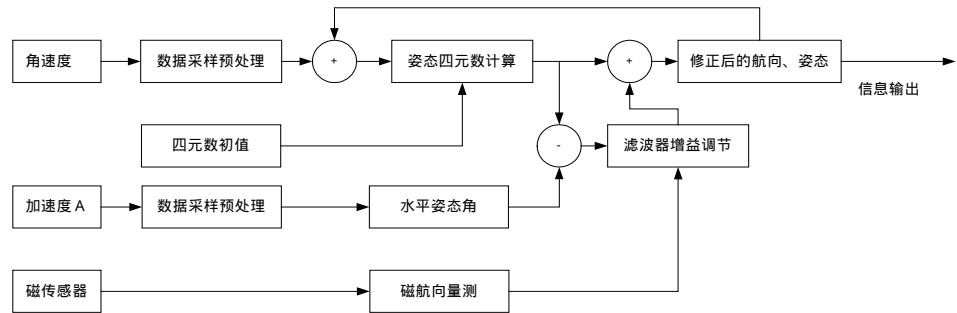 角速度
数据采样预处理
+
姿态四元数计算
+
修正后的航向、姿态
信息输出
四元数初值
-
滤波器增益调节
加速度 A
数据采样预处理
水平姿态角
磁传感器
磁航向量测